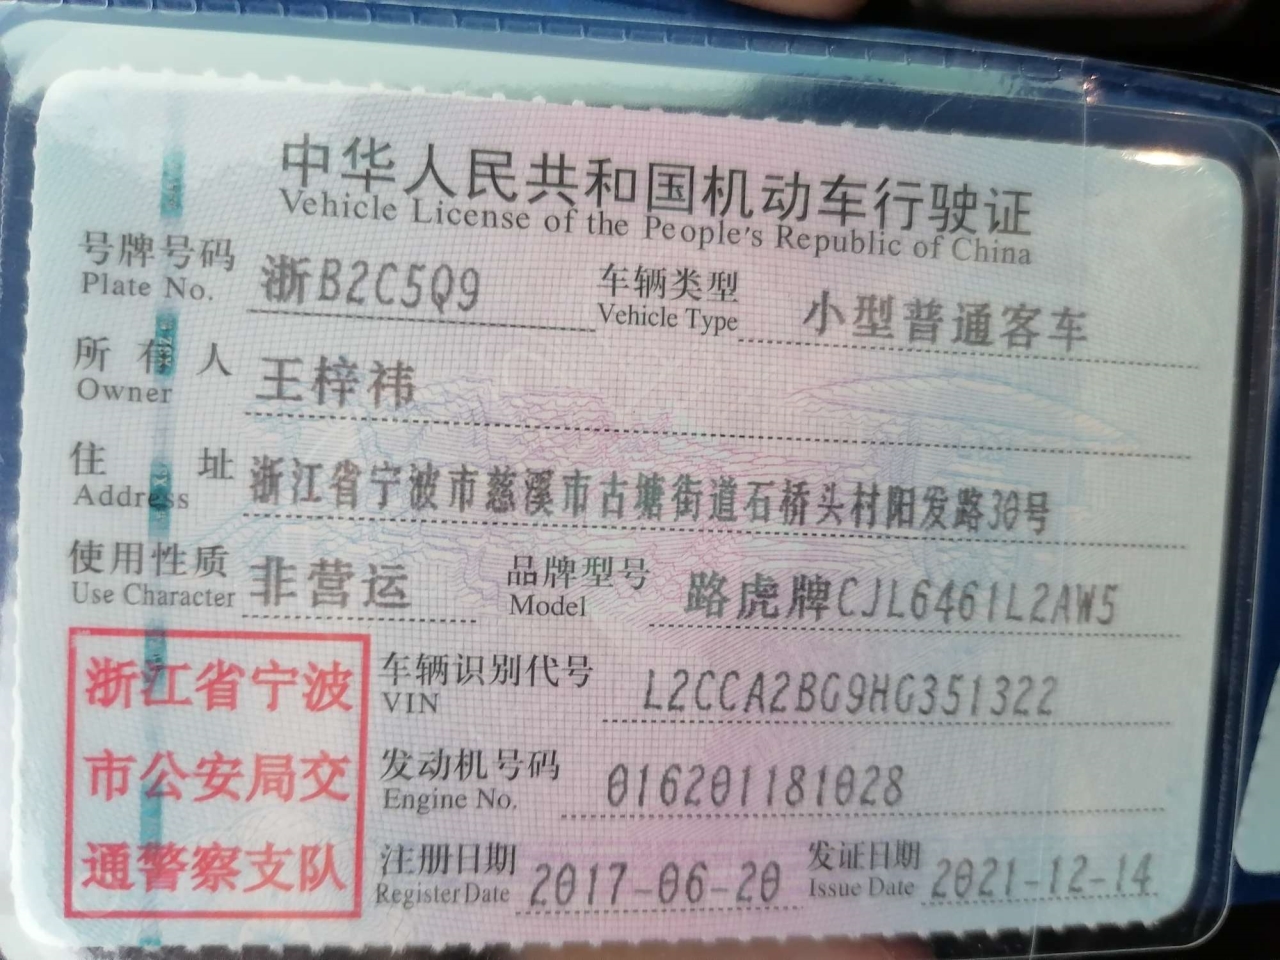 中华人民共和国机动车行驶证
Vehicle License of the People's Republic of China
号牌号码 浙B2C5Q9 车辆类型 小型普通客车
Plate No. Vehicle Type
所有人 王梓祎
Owner
住址 浙江省宁波市慈溪市古塘街道石桥头村阳发路30号
Address
使用性质 非营运 品牌型号 路虎牌CJL6461L2AW5
Use Character Model
浙江省宁波
市公安局交
通警察支队
车辆识别代号 L2CCA2BG9HG351322
VIN
发动机号码 016201181028
Engine No.
注册日期 2017-06-20 发证日期 2021-12-14
Register Date Issue Date